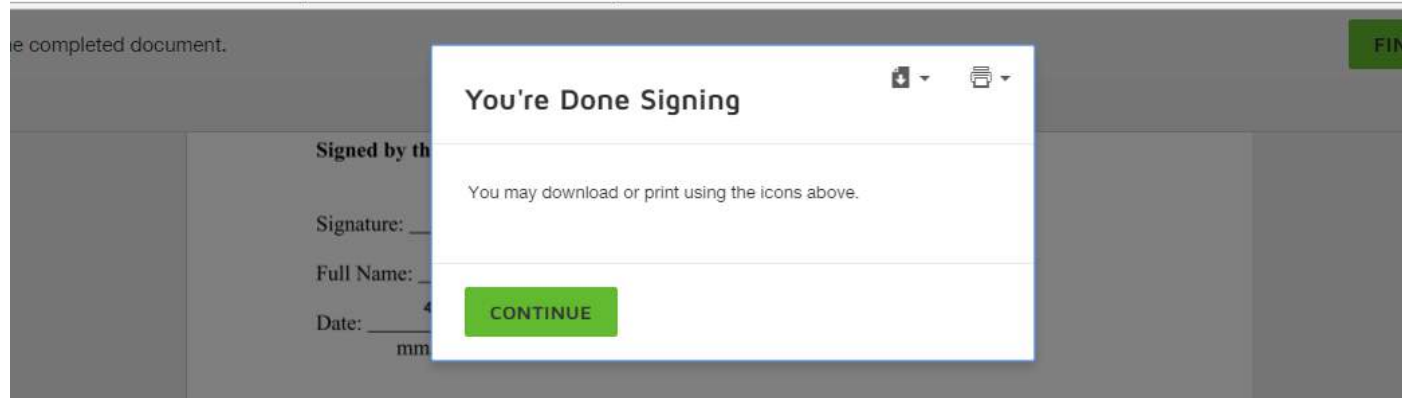 completed document.
You're Done Signing
You may download or print using the icons above.
CONTINUE
Signed by
Signature:
Full Name:
Date:
mm